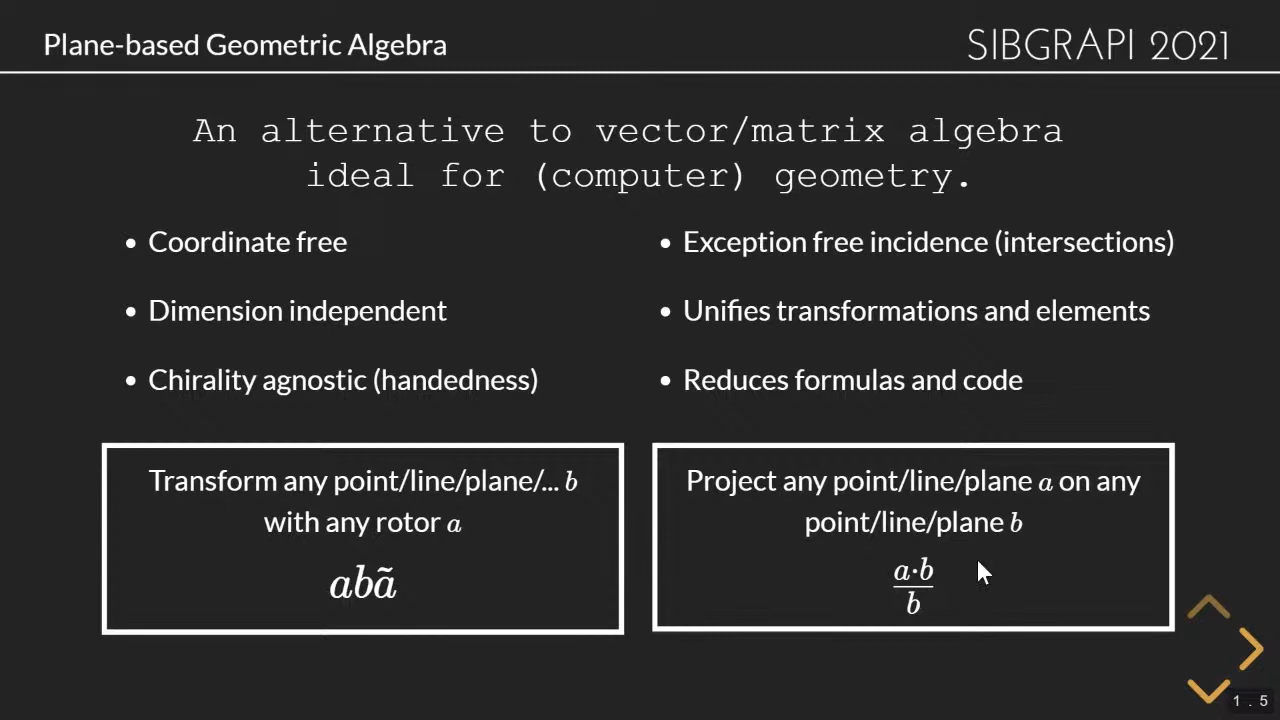 Plane-based Geometric Algebra
SIBGRAPI 2021
An alternative to vector/matrix algebra
ideal for (computer) geometry.
• Coordinate free
• Dimension independent
• Chirality agnostic (handedness)
• Exception free incidence (intersections)
• Unifies transformations and elements
• Reduces formulas and code
Transform any point/line/plane/... b
with any rotor a
abã
Project any point/line/plane a on any
point/line/plane b
a·b
b
1 . 5